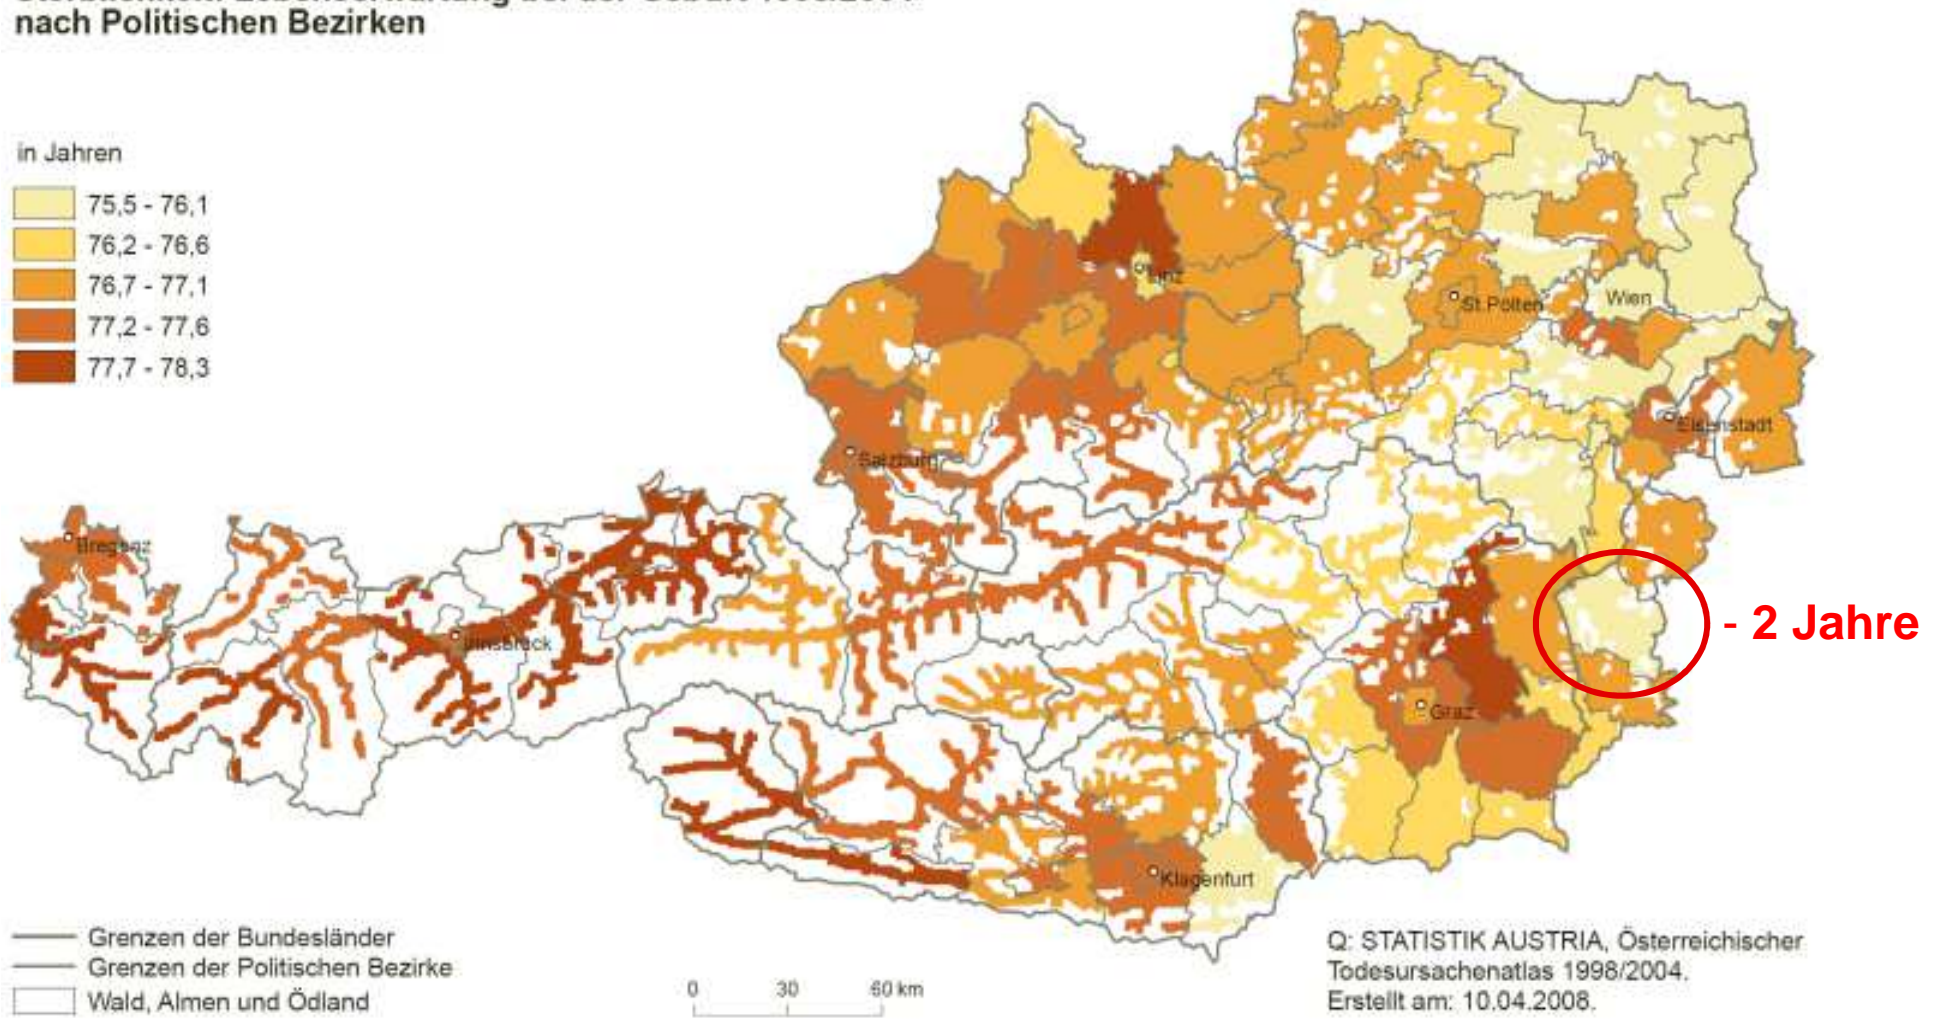 nach Politischen Bezirken
in Jahren
75,5 - 76,1
76,2 - 76,6
76,7 - 77,1
77,2 - 77,6
77,7 - 78,3
Linz
St.Pölten
Wien
Eisenstadt
Salzburg
Bregenz
Innsbruck
- 2 Jahre
Graz
Klagenfurt
Grenzen der Bundesländer
Grenzen der Politischen Bezirke
Wald, Almen und Ödland
0 30 60 km
Q: STATISTIK AUSTRIA, Österreichischer
Todesursachenatlas 1998/2004.
Erstellt am: 10.04.2008.